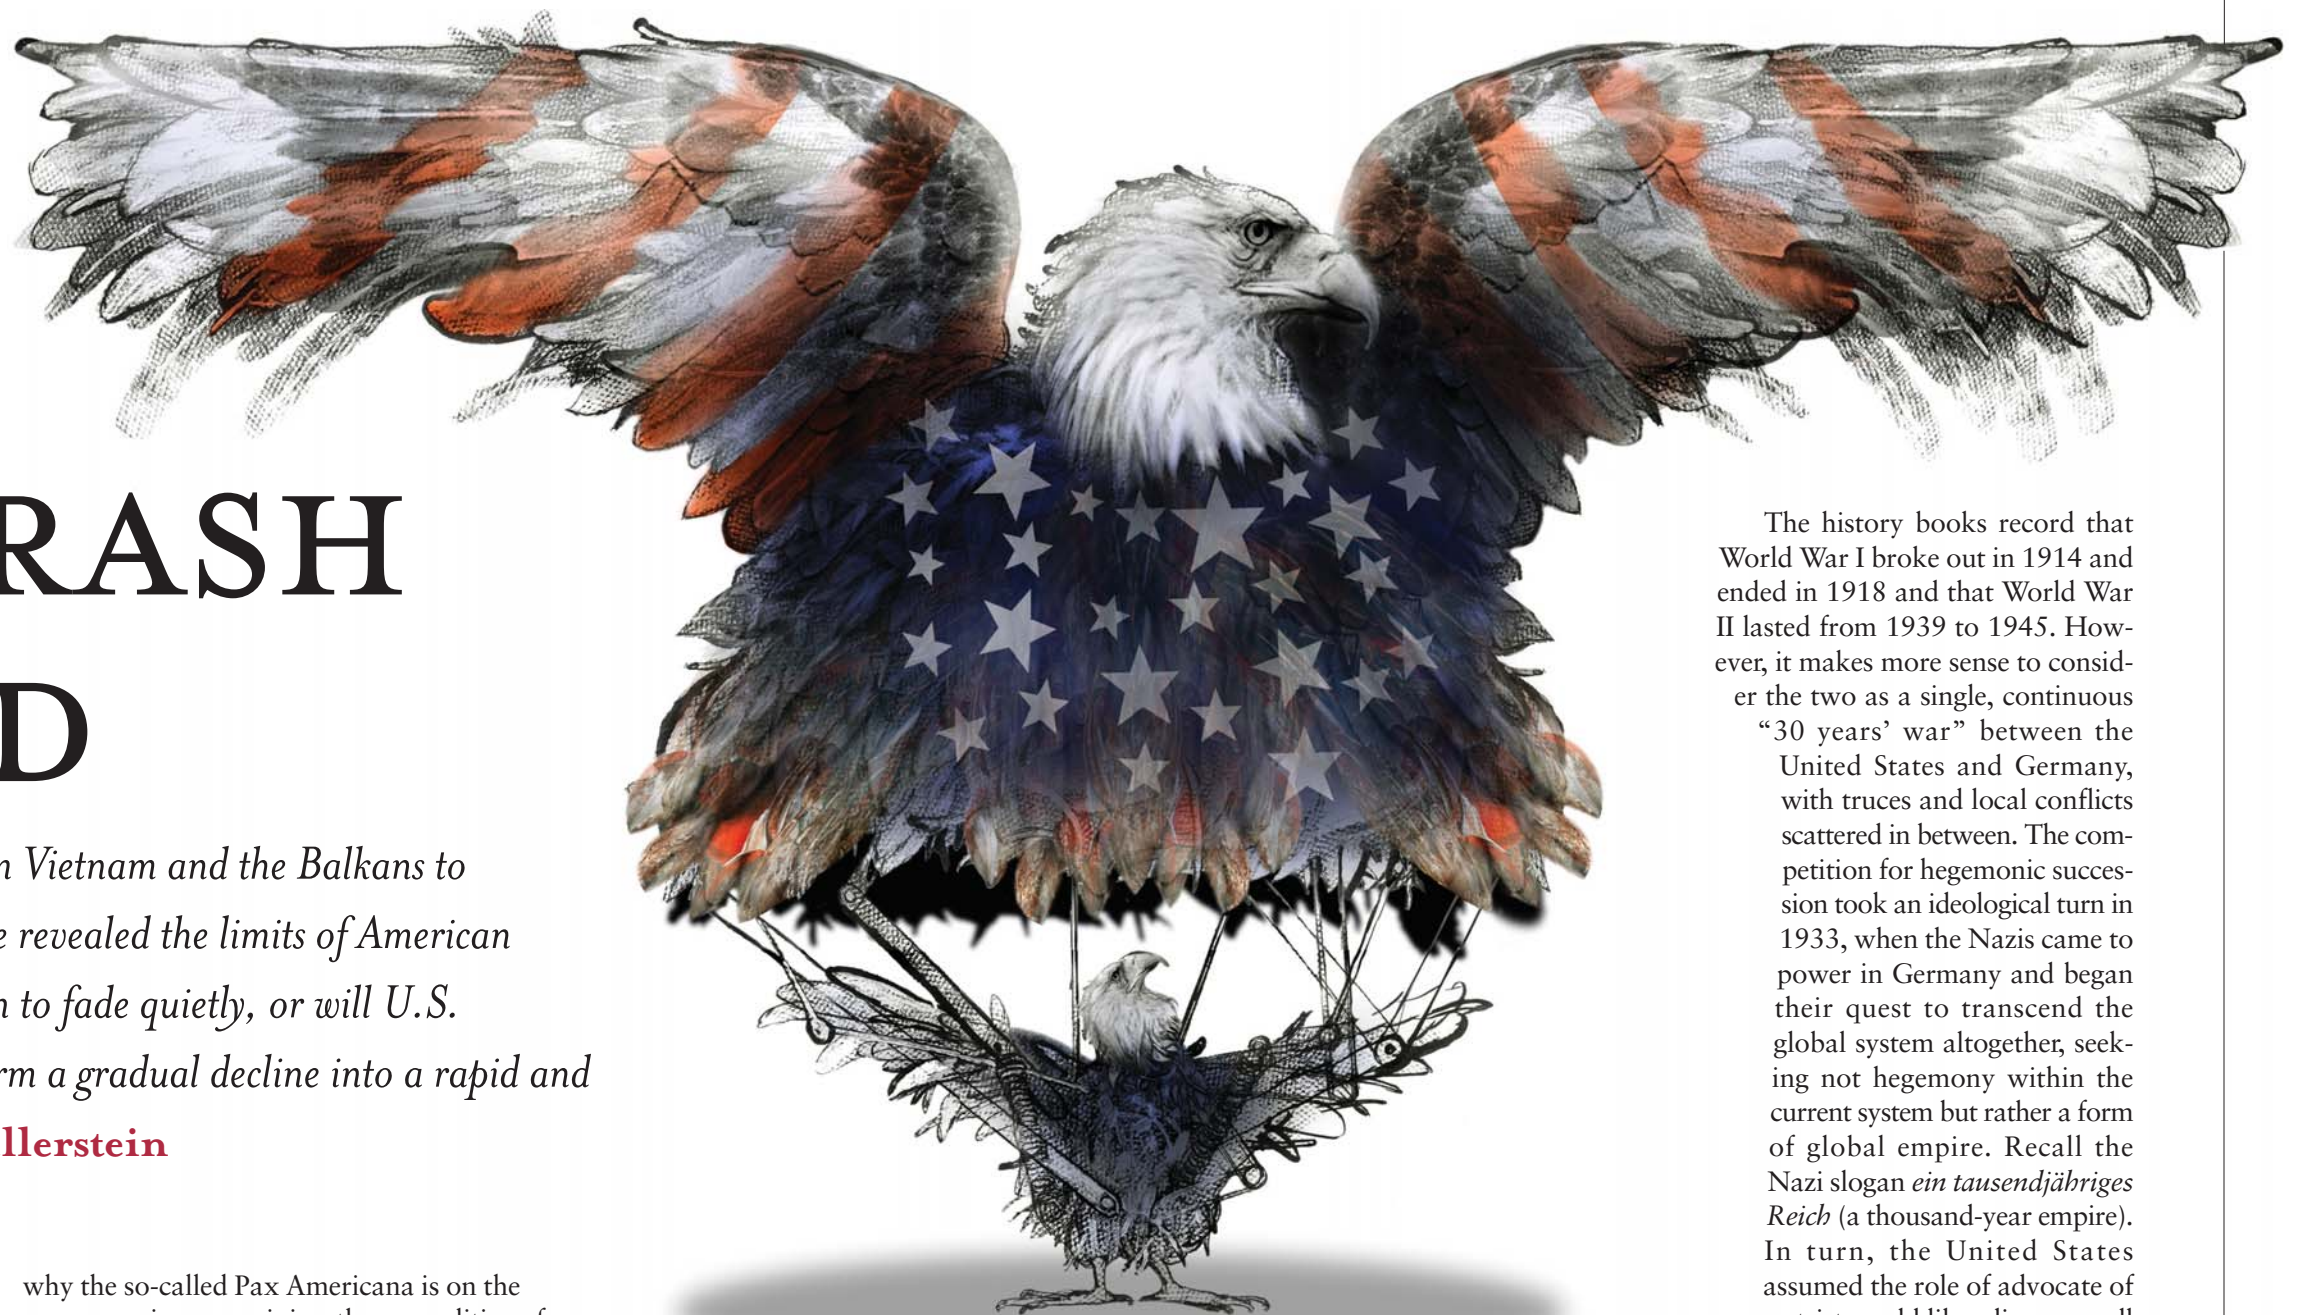 RASH
D
n Vietnam and the Balkans to
e revealed the limits of American
n to fade quietly, or will U.S.
rm a gradual decline into a rapid and
llerstein
why the so-called Pax Americana is on the
The history books record that
World War I broke out in 1914 and
ended in 1918 and that World War
II lasted from 1939 to 1945. How-
ever, it makes more sense to consid-
er the two as a single, continuous
“30 years’ war” between the
United States and Germany,
with truces and local conflicts
scattered in between. The com-
petition for hegemonic succes-
sion took an ideological turn in
1933, when the Nazis came to
power in Germany and began
their quest to transcend the
global system altogether, seek-
ing not hegemony within the
current system but rather a form
of global empire. Recall the
Nazi slogan ein tausendjähriges
Reich (a thousand-year empire).
In turn, the United States
assumed the role of advocate of